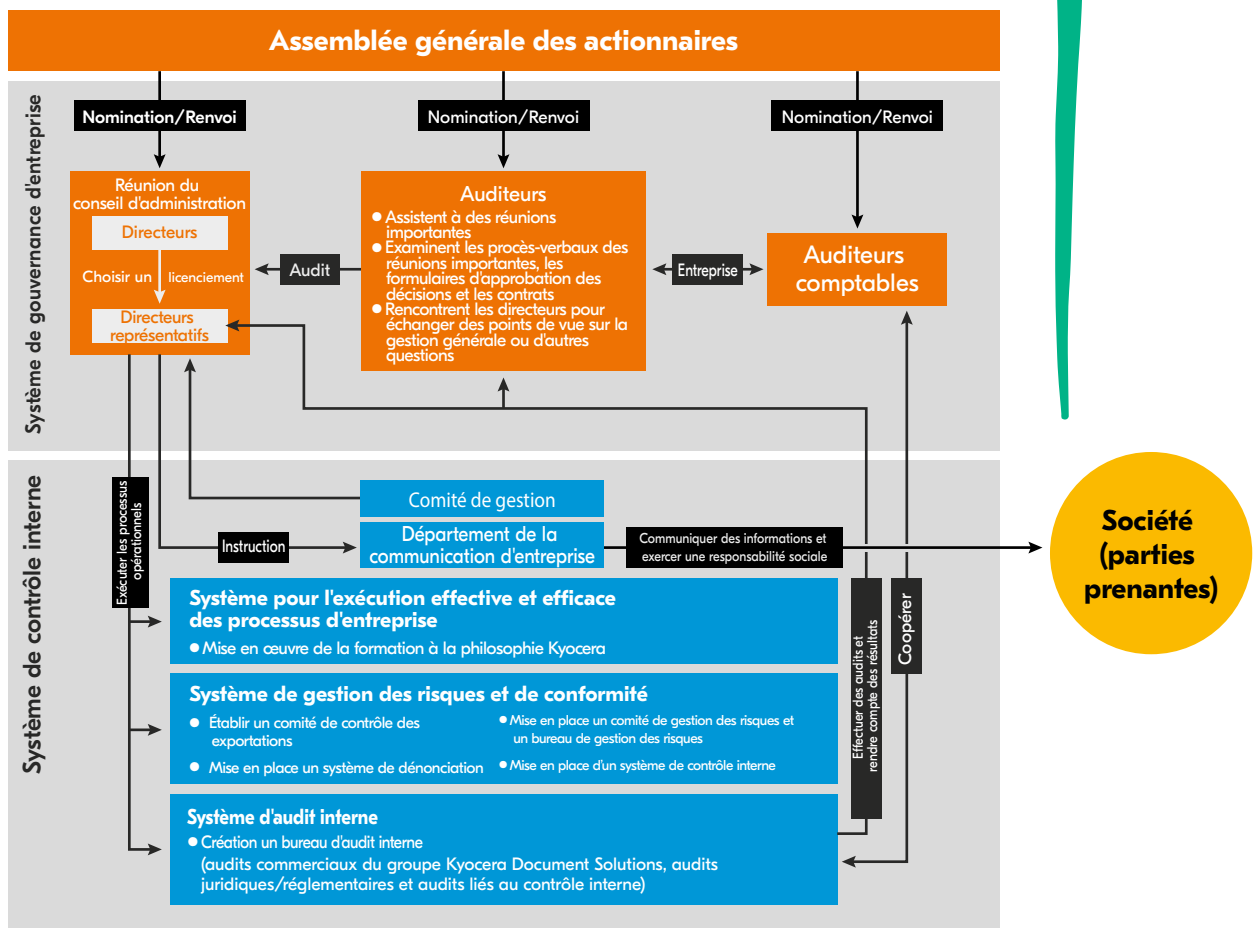 Assemblée générale des actionnaires
Système de gouvernance d'entreprise
Nomination/Renvoi
Nomination/Renvoi
Nomination/Renvoi
Réunion du
conseil d'administration
Directeurs
Choisir un
licenciement
Directeurs
représentatifs
Audit
Auditeurs
● Assistent à des réunions
importantes
● Examinent les procès-verbaux des
réunions importantes, les
formulaires d'approbation des
décisions et les contrats
● Rencontrent les directeurs pour
échanger des points de vue sur la
gestion générale ou d'autres
questions
Entreprise
Auditeurs
comptables
Système de contrôle interne
Exécuter les processus
opérationnels
Comité de gestion
Instruction
Département de la
communication d'entreprise
Communiquer des informations et
exercer une responsabilité sociale
Société
(parties
prenantes)
Système pour l'exécution effective et efficace
des processus d'entreprise
● Mise en œuvre de la formation à la philosophie Kyocera
Système de gestion des risques et de conformité
● Établir un comité de contrôle des
exportations
● Mise en place un système de dénonciation
● Mise en place un comité de gestion des risques et
un bureau de gestion des risques
● Mise en place d'un système de contrôle interne
Effectuer des audits et
rendre compte des résultats
Coopérer
Système d'audit interne
● Création un bureau d'audit interne
(audits commerciaux du groupe Kyocera Document Solutions, audits
juridiques/réglementaires et audits liés au contrôle interne)